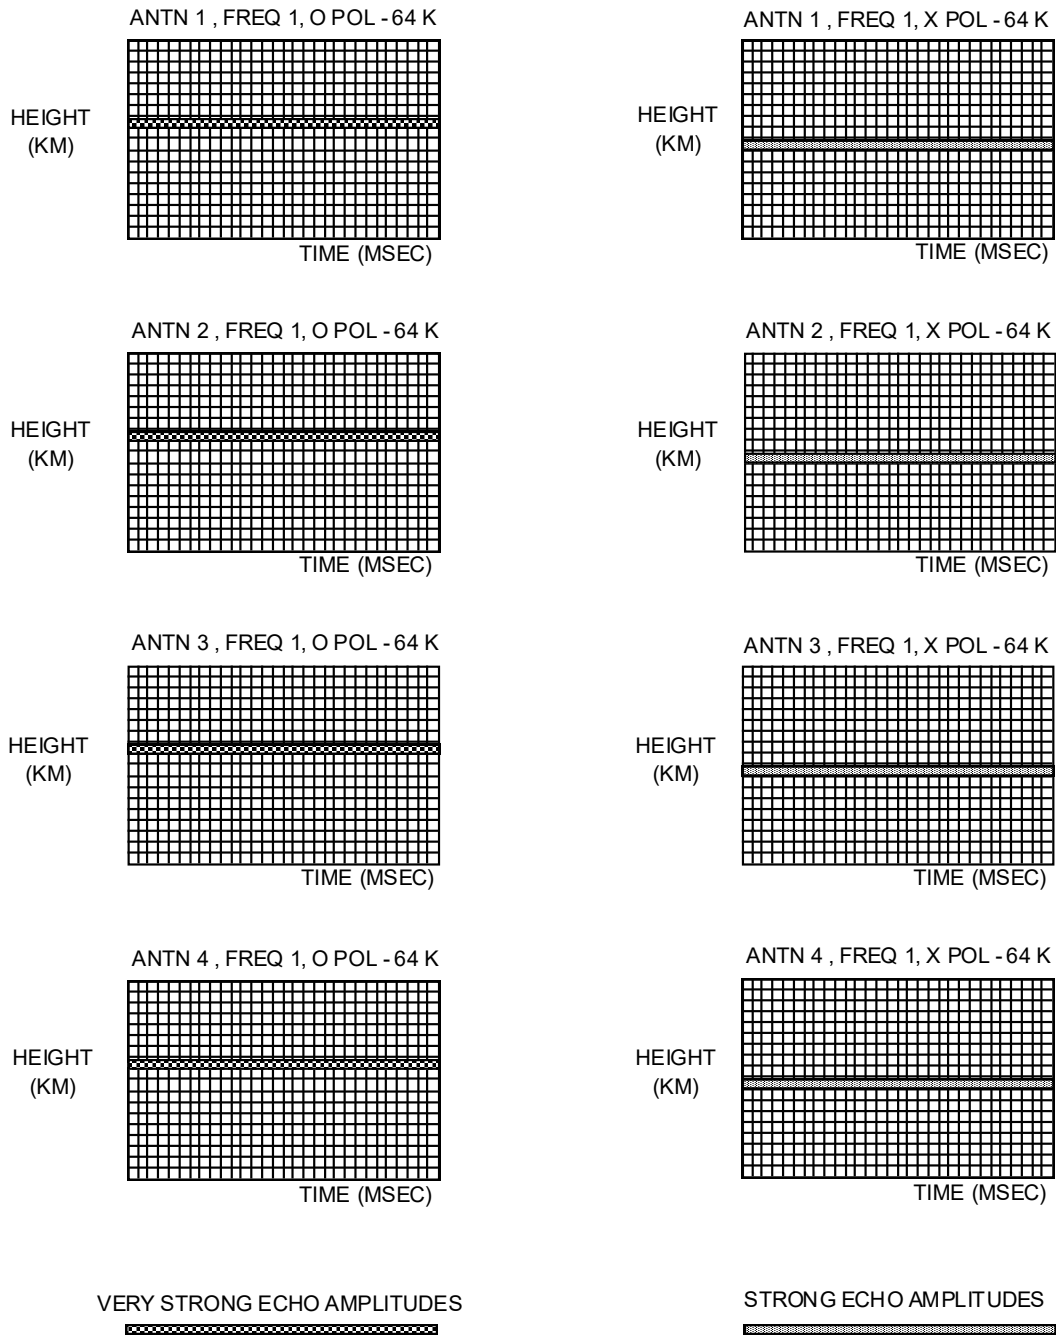 ANTN 1 , FREQ 1, O POL - 64 K
HEIGHT
(KM)
TIME (MSEC)
ANTN 1 , FREQ 1, X POL - 64 K
HEIGHT
(KM)
TIME (MSEC)
ANTN 2 , FREQ 1, O POL - 64 K
HEIGHT
(KM)
TIME (MSEC)
ANTN 2 , FREQ 1, X POL - 64 K
HEIGHT
(KM)
TIME (MSEC)
ANTN 3 , FREQ 1, O POL - 64 K
HEIGHT
(KM)
TIME (MSEC)
ANTN 3 , FREQ 1, X POL - 64 K
HEIGHT
(KM)
TIME (MSEC)
ANTN 4 , FREQ 1, O POL - 64 K
HEIGHT
(KM)
TIME (MSEC)
ANTN 4 , FREQ 1, X POL - 64 K
HEIGHT
(KM)
TIME (MSEC)
VERY STRONG ECHO AMPLITUDES
STRONG ECHO AMPLITUDES